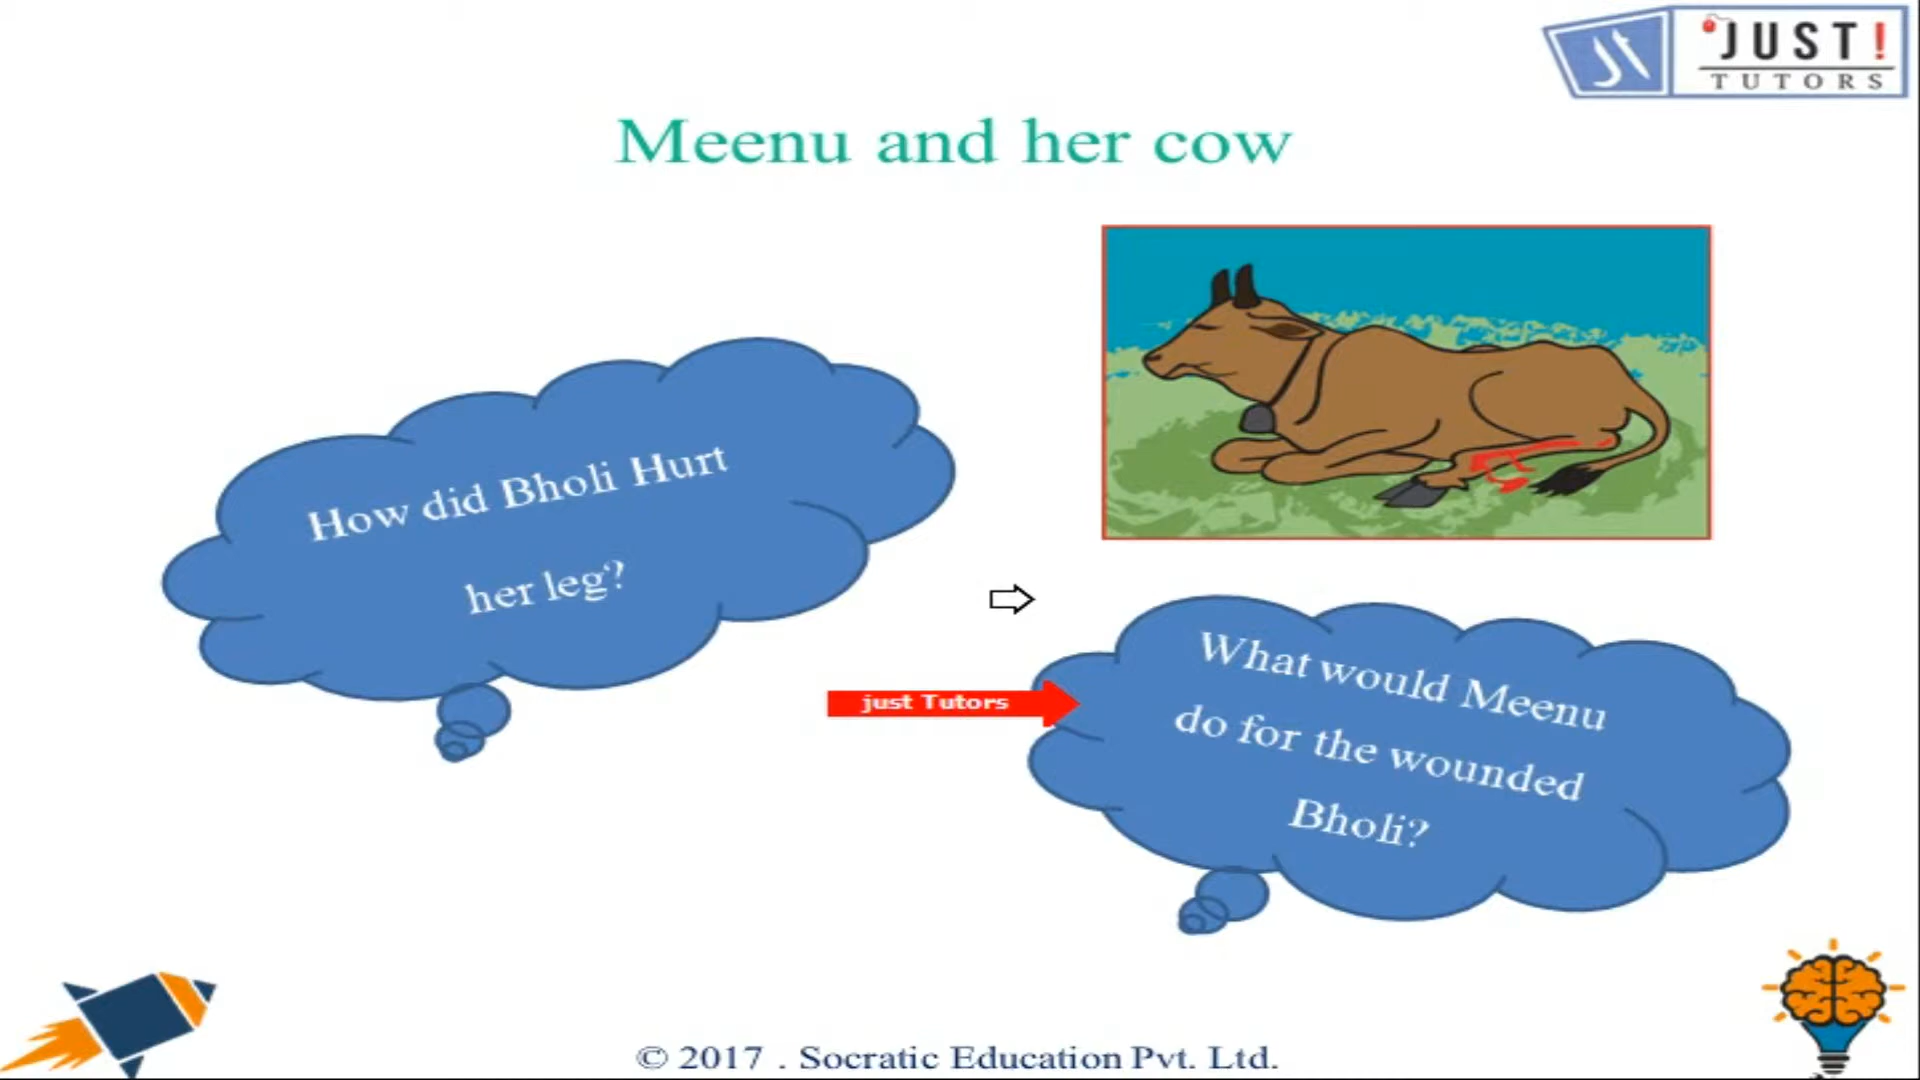 JUST!
TUTORS
Meenu and her cow
How did Bholi Hurt
her leg?
just Tutors
What would Meenu
do for the wounded
Bholi?
© 2017 . Socratic Education Pvt. Ltd.